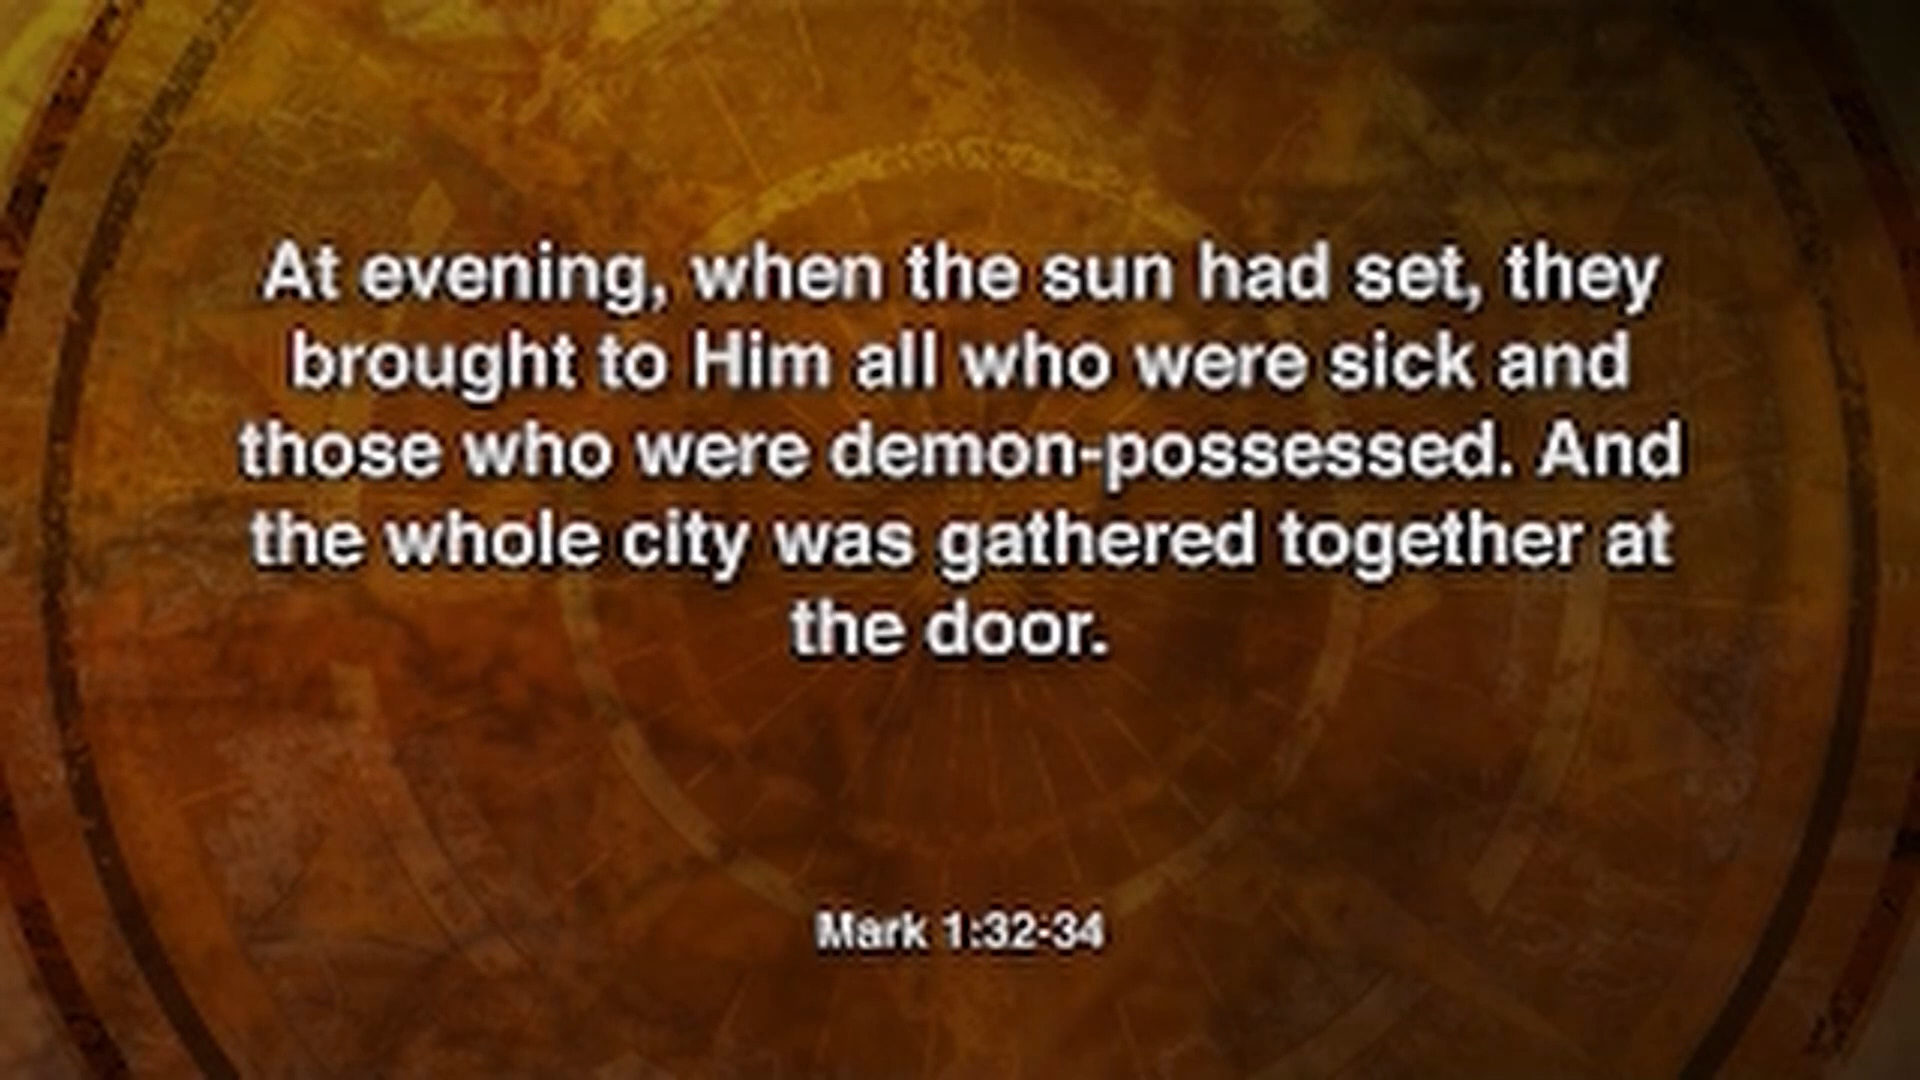 At evening, when the sun had set, they
brought to Him all who were sick and
those who were demon-possessed. And
the whole city was gathered together at
the door.
Mark 1:32-34